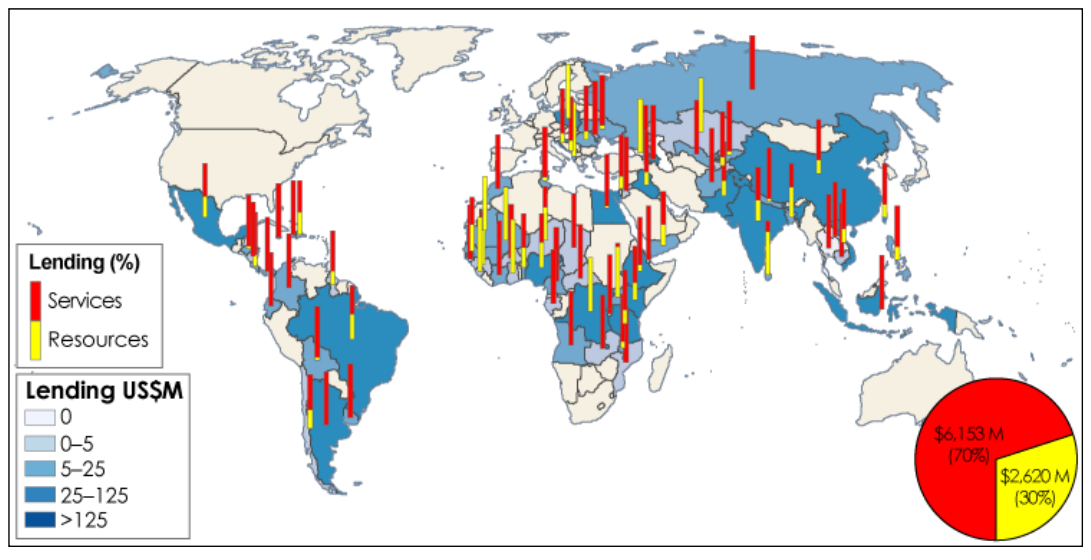 Lending (%)
Services
Resources
Lending US$M
0
0–5
5–25
25–125
>125
$6,153 M
(70%)
$2,620 M
(30%)